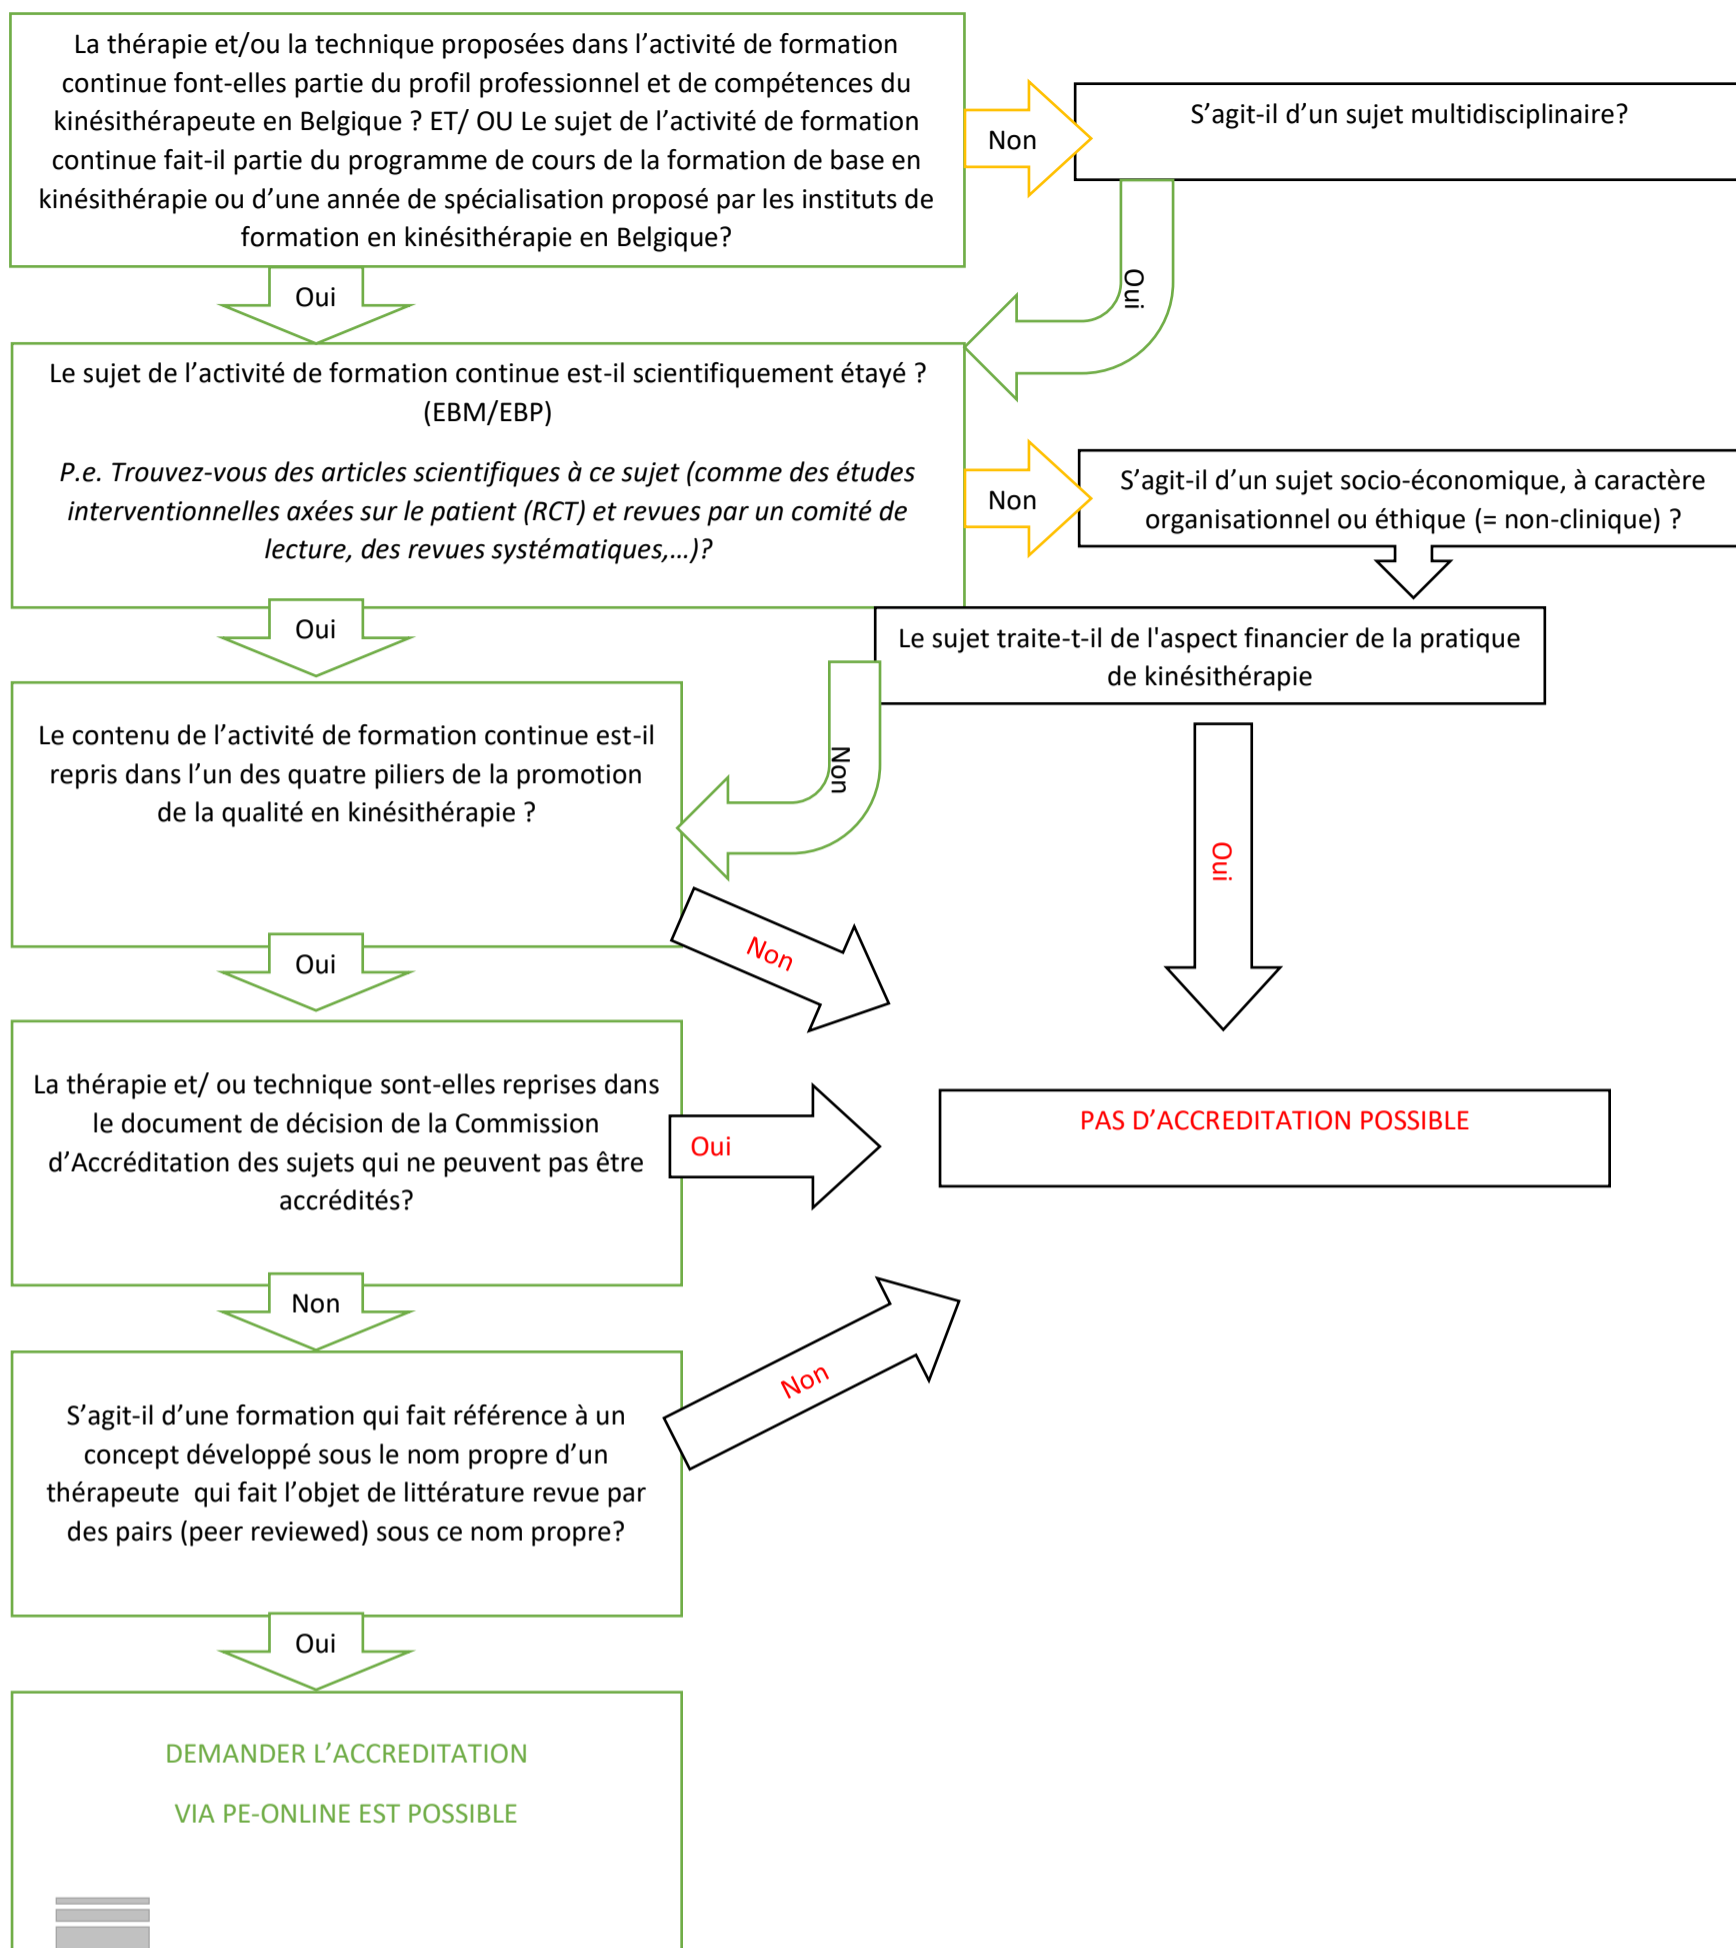 La thérapie et/ou la technique proposées dans l’activité de formation
continue font-elles partie du profil professionnel et de compétences du
kinésithérapeute en Belgique ? ET/ OU Le sujet de l’activité de formation
continue fait-il partie du programme de cours de la formation de base en
kinésithérapie ou d’une année de spécialisation proposé par les instituts de
formation en kinésithérapie en Belgique?
Non
S’agit-il d’un sujet multidisciplinaire?
Oui
Oui
Le sujet de l’activité de formation continue est-il scientifiquement étayé ?
(EBM/EBP)
P.e. Trouvez-vous des articles scientifiques à ce sujet (comme des études
interventionnelles axées sur le patient (RCT) et revues par un comité de
lecture, des revues systématiques,…)?
Non
S’agit-il d’un sujet socio-économique, à caractère
organisationnel ou éthique (= non-clinique) ?
Oui
Le sujet traite-t-il de l'aspect financier de la pratique
de kinésithérapie
Non
Oui
Le contenu de l’activité de formation continue est-il
repris dans l’un des quatre piliers de la promotion
de la qualité en kinésithérapie ?
Non
Oui
La thérapie et/ ou technique sont-elles reprises dans
le document de décision de la Commission
d’Accréditation des sujets qui ne peuvent pas être
accrédités?
Oui
PAS D’ACCREDITATION POSSIBLE
Non
S’agit-il d’une formation qui fait référence à un
concept développé sous le nom propre d’un
thérapeute  qui fait l’objet de littérature revue par
des pairs (peer reviewed) sous ce nom propre?
Non
Oui
DEMANDER L’ACCREDITATION
VIA PE-ONLINE EST POSSIBLE